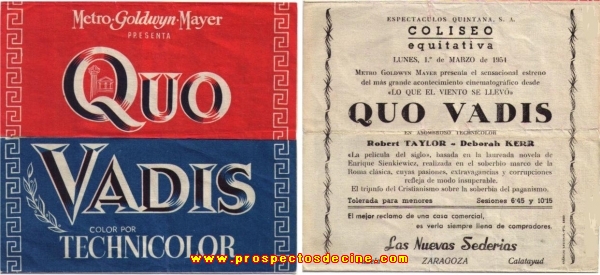 Metro-Goldwyn-Mayer
PRESENTA
QUO
VADIS
COLOR POR
TECHNICOLOR
ESPECTACULOS QUINTANA, S. A.
COLISEO
equitativa
LUNES, 1.º de MARZO de 1954
METRO GOLDWYN MAYER presenta el sensacional estreno
del más grande acontecimiento cinematográfico desde
«LO QUE EL VIENTO SE LLEVÓ»
QUO VADIS
EN ASOMBROSO TECHNICOLOR
Robert TAYLOR - Deborah KERR
«La película del siglo», basada en la laureada novela de
Enrique Sienkiewicz, realizada en el soberbio marco de la
Roma clásica, cuyas pasiones, extravagancias y corrupciones
refleja de modo insuperable.
El triunfo del Cristianismo sobre la soberbia del paganismo.
Tolerada para menores Sesiones 6'45 y 10'15
El mejor reclamo de una casa comercial,
es verlo siempre lleno de compradores.
Las Nuevas Sederías
ZARAGOZA Calatayud
www.prospectosdecine.com